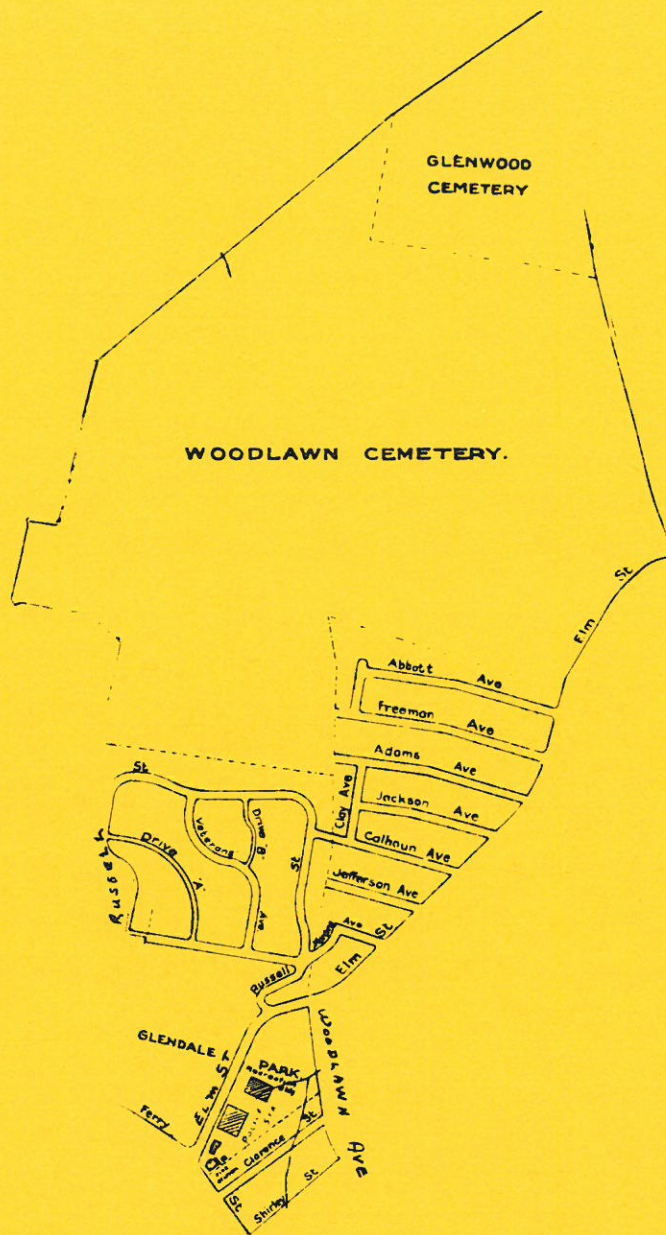 GLENWOOD
CEMETERY
WOODLAWN CEMETERY.
Elm St
Abbott Ave
Freeman Ave
Adams Ave
St
Clay Ave
Jackson Ave
Veterans
Drive "B"
Calhoun Ave
Drive "A"
St
Jefferson Ave
Russell
Ave
Ave
Elm St
Russell
WOODLAWN AVE
GLENDALE
PARK
ELM ST
Ferry
Clarence St
St
Shirley St